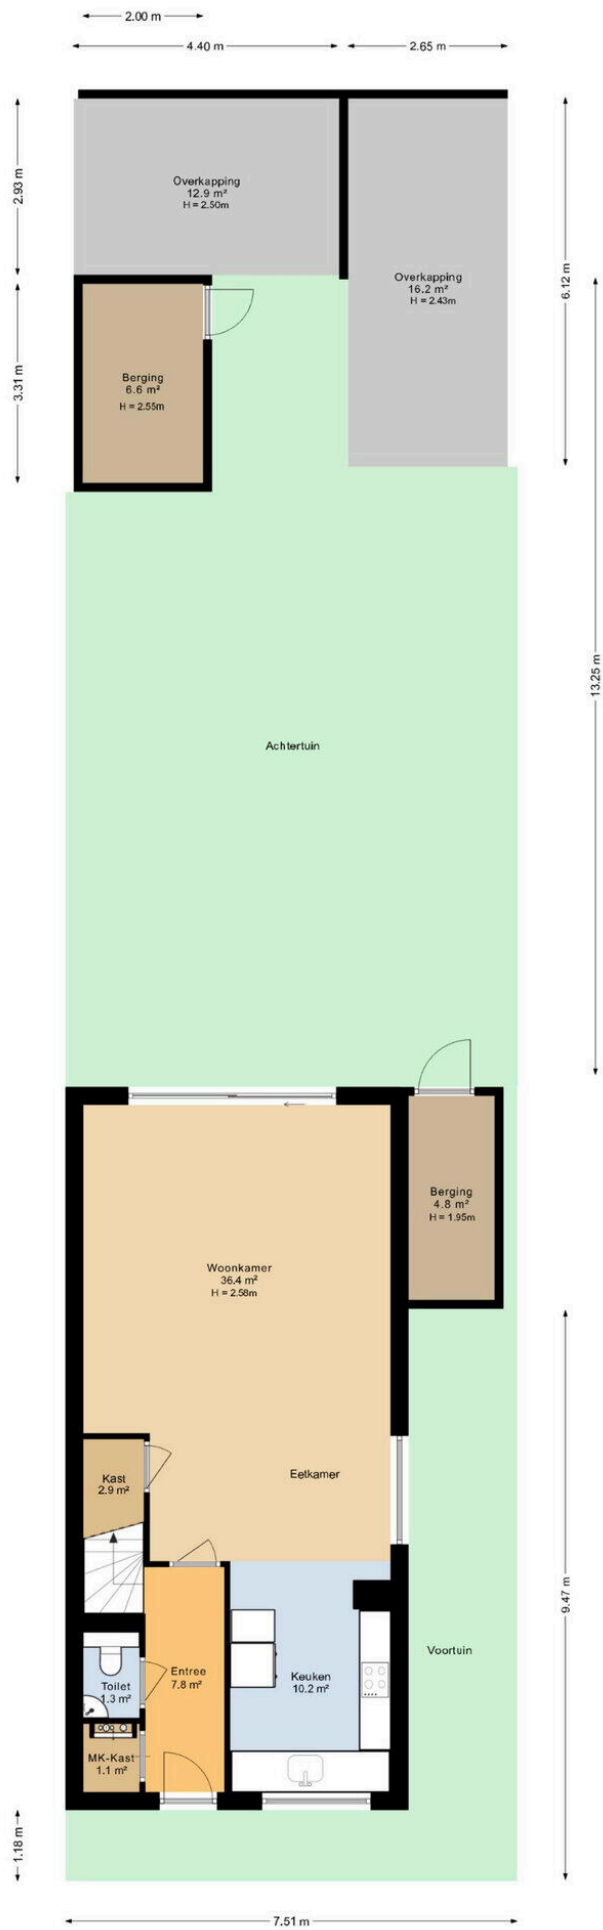 2.00 m
4.40 m
2.65 m
2.93 m
Overkapping
12.9 m²
H = 2.50m
Overkapping
16.2 m²
H = 2.43m
6.12 m
3.31 m
Berging
6.6 m²
H = 2.55m
13.25 m
Achtertuin
Berging
4.8 m²
H = 1.95m
Woonkamer
36.4 m²
H = 2.58m
Eetkamer
Kast
2.9 m²
9.47 m
Voortuin
Entree
7.8 m²
Keuken
10.2 m²
Toilet
1.3 m²
MK-Kast
1.1 m²
1.18 m
7.51 m